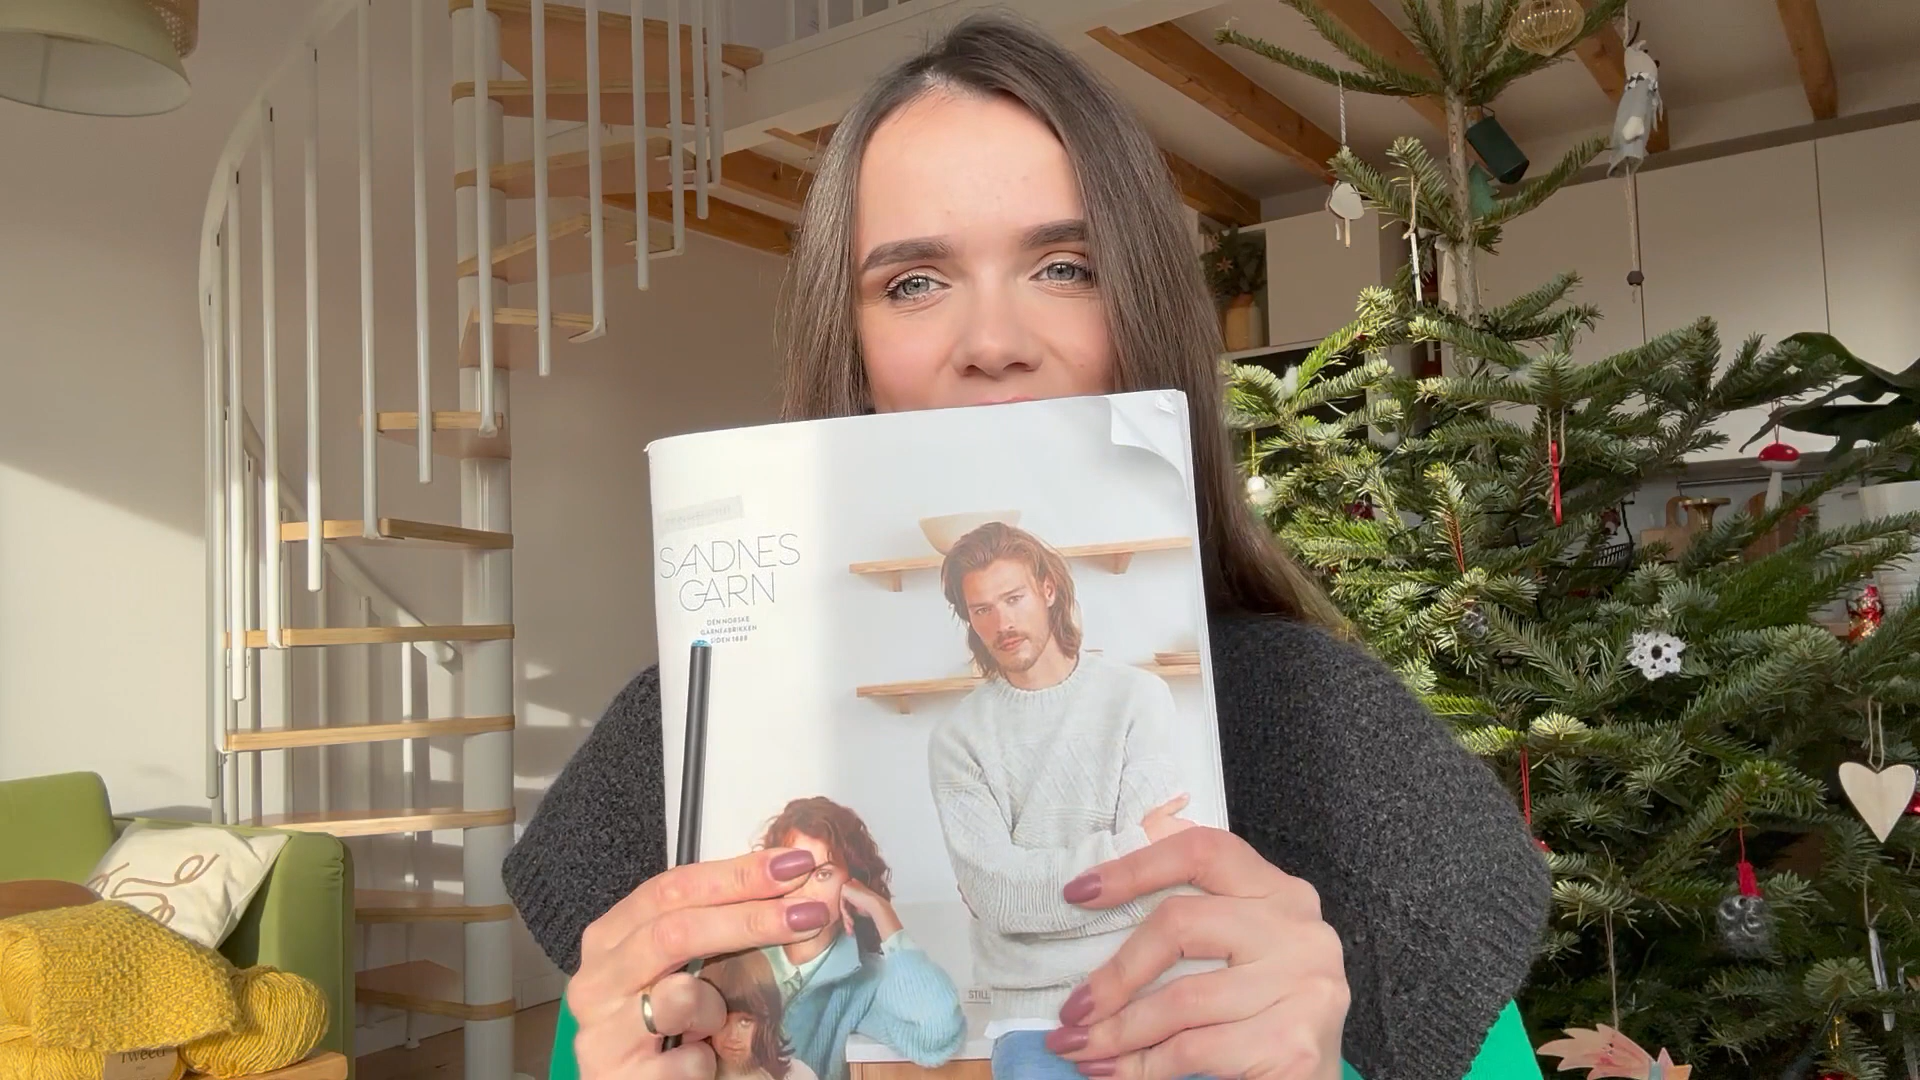 SANDNES
GARN
DEN NORSKE
GARNFABRIKKEN
SIDEN 1888
STILL
Tweed